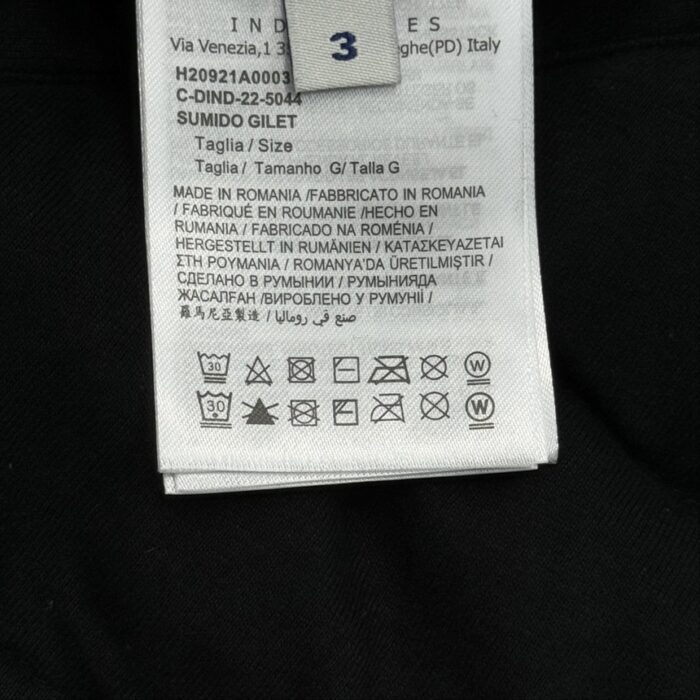 IND ES
3
Via Venezia,1 3 ghe(PD) Italy
H20921A0003
C-DIND-22-5044
SUMIDO GILET
Taglia / Size
Taglia / Tamanho G/ Talla G
MADE IN ROMANIA /FABBRICATO IN ROMANIA
/ FABRIQUÉ EN ROUMANIE /HECHO EN
RUMANIA / FABRICADO NA ROMÉNIA /
HERGESTELLT IN RUMÄNIEN / ΚΑΤΑΣΚΕΥΑΖΕΤΑΙ
ΣΤΗ ΡΟΥΜΑΝΙΑ / ROMANYA'DA ÜRETILMIŞTIR /
СДЕЛАНО В РУМЫНИИ / РУМЫНИЯДА
ЖАСАЛҒАН /ВИРОБЛЕНО У РУМУНІЇ /
羅馬尼亞製造 / صنع في رومانيا /
30 W
30 W